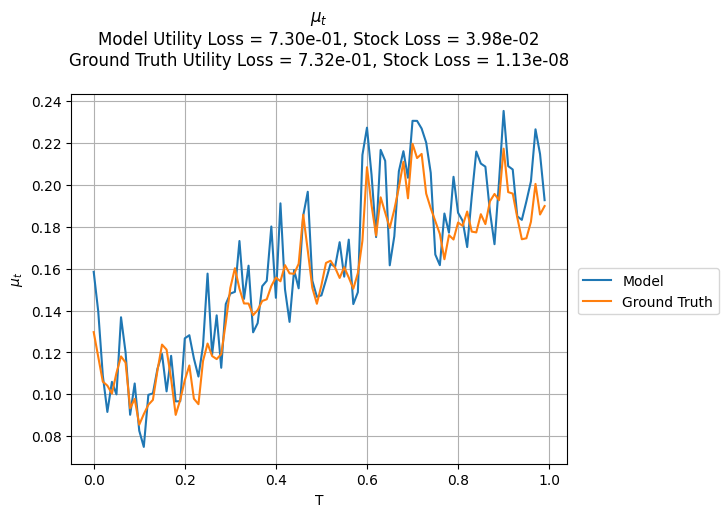 μₜ
Model Utility Loss = 7.30e-01, Stock Loss = 3.98e-02
Ground Truth Utility Loss = 7.32e-01, Stock Loss = 1.13e-08
0.24
0.22
0.20
0.18
0.16
0.14
0.12
0.10
0.08
μₜ
0.0
0.2
0.4
0.6
0.8
1.0
T
Model
Ground Truth